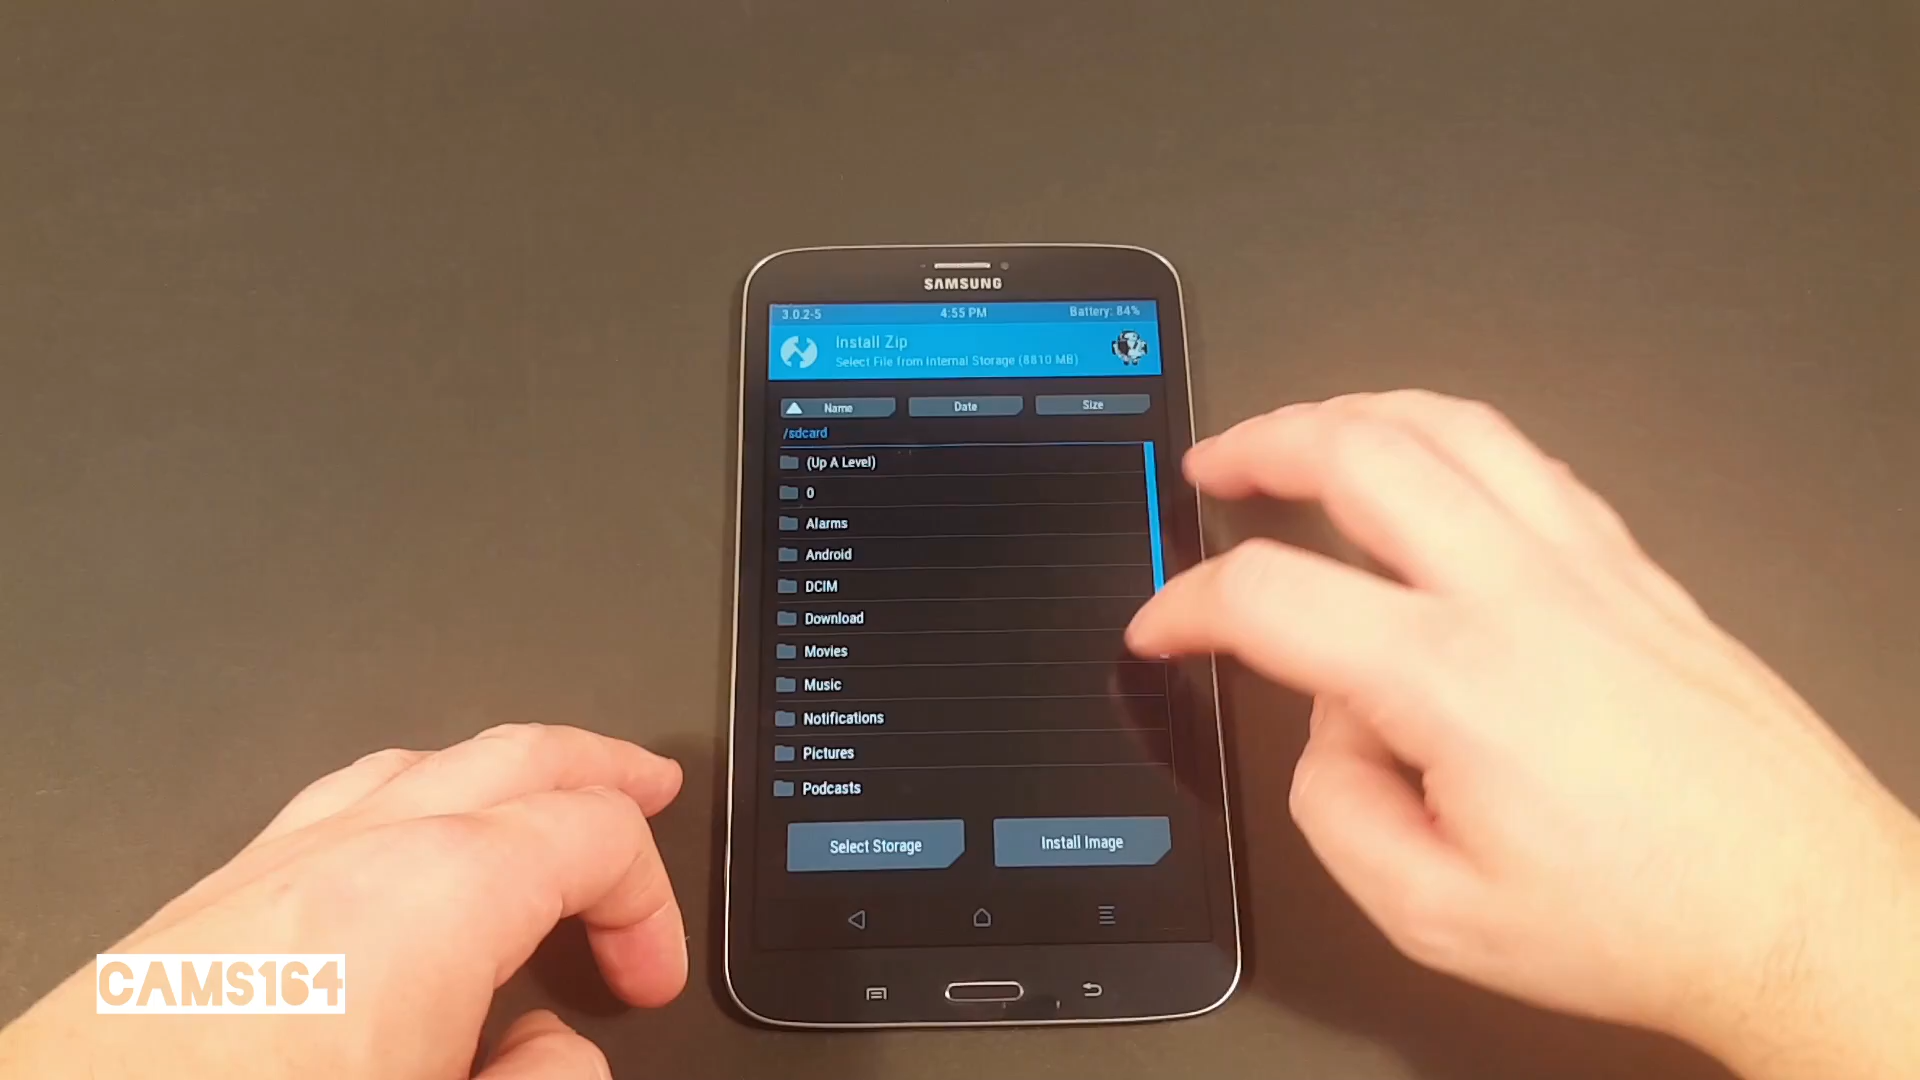 SAMSUNG
3.0.2-5 4:55 PM Battery: 84%
Install Zip
Select File from Internal Storage (8810 MB)
Name Date Size
/sdcard
(Up A Level)
0
Alarms
Android
DCIM
Download
Movies
Music
Notifications
Pictures
Podcasts
Select Storage Install Image
CAMS164